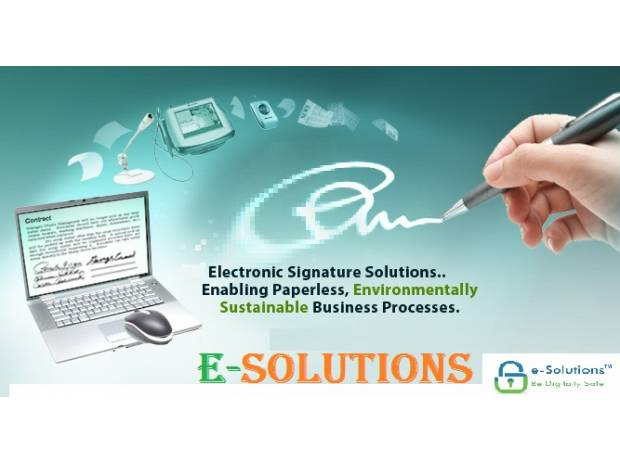 Contract
Electronic Signature Solutions..
Enabling Paperless, Environmentally
Sustainable Business Processes.
E-SOLUTIONS
e-Solutions™
Be Digitally Safe